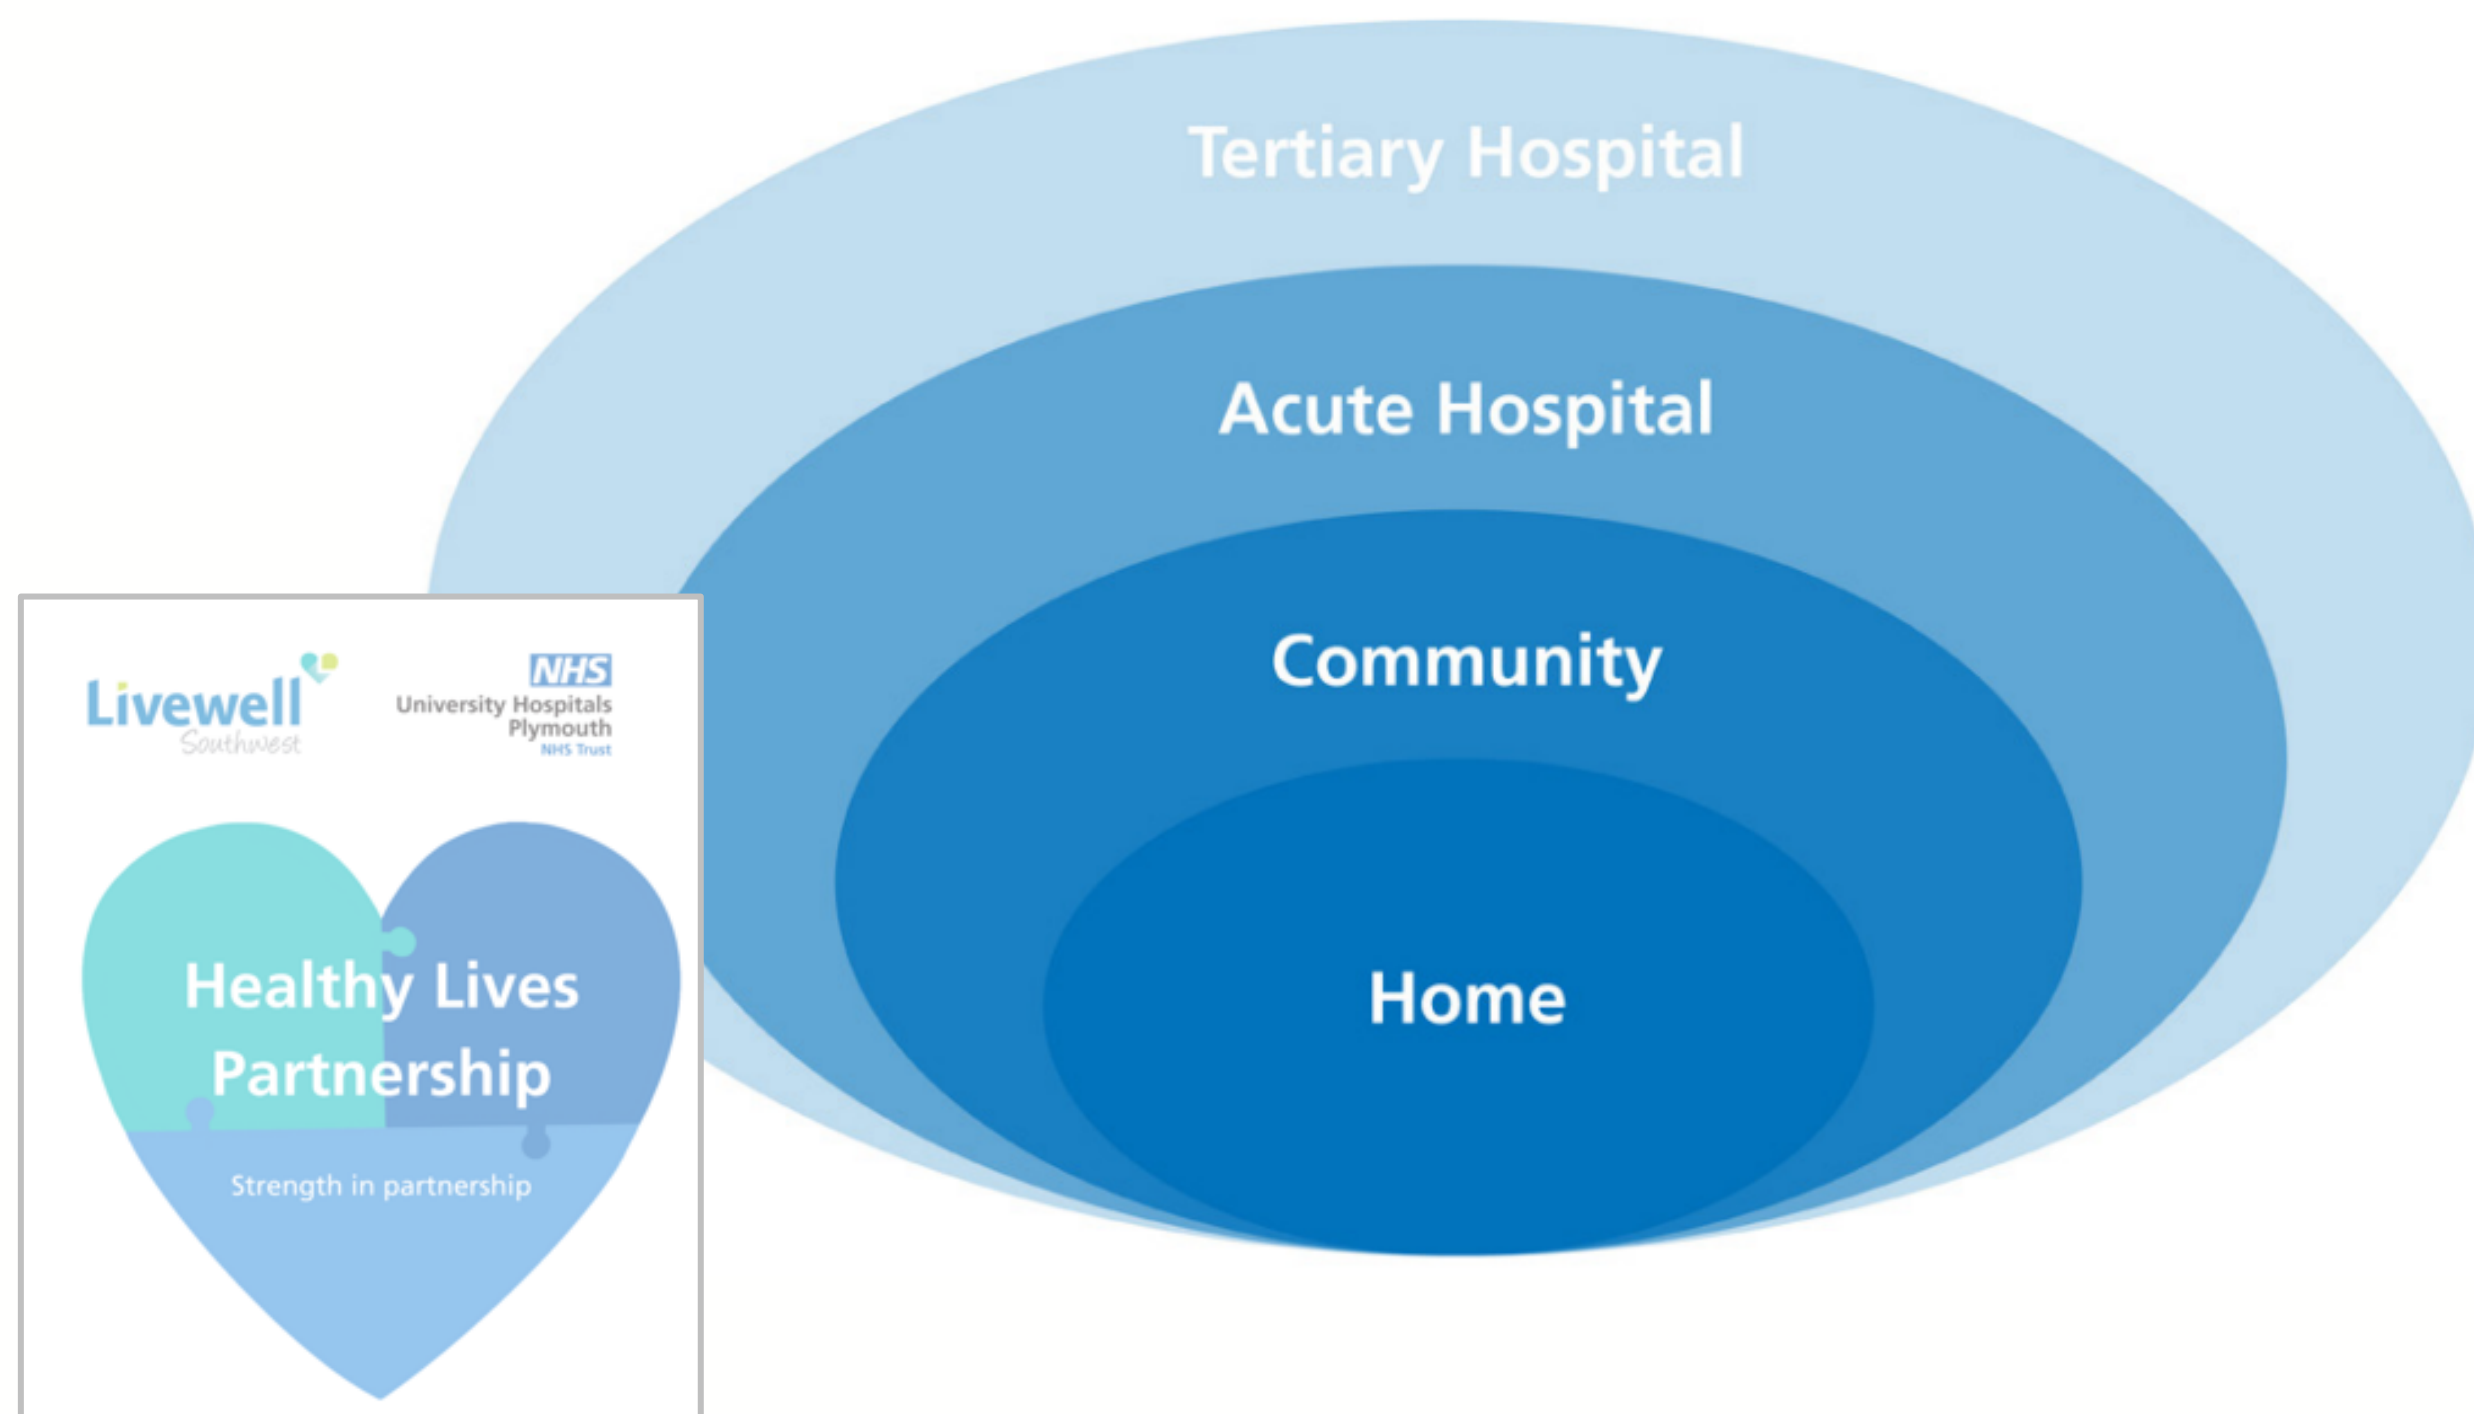 Tertiary Hospital
Acute Hospital
Community
Home
Livewell
Southwest
NHS
University Hospitals
Plymouth
NHS Trust
Healthy Lives
Partnership
Strength in partnership